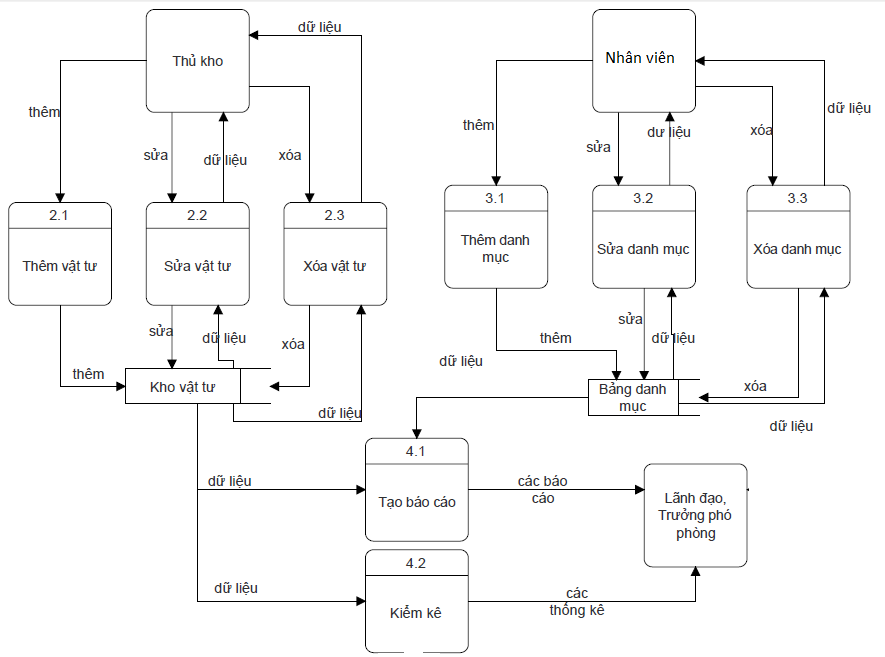 dữ liệu
Thủ kho
Nhân viên
thêm
sửa
dữ liệu
xóa
thêm
sửa
dư liệu
xóa
dữ liệu
2.1
Thêm vật tư
2.2
Sửa vật tư
2.3
Xóa vật tư
3.1
Thêm danh
mục
3.2
Sửa danh mục
3.3
Xóa danh mục
sửa
dữ liệu
xóa
thêm
Kho vật tư
dữ liệu
thêm
sửa
dữ liệu
dữ liệu
Bảng danh
mục
xóa
dữ liệu
4.1
Tạo báo cáo
dữ liệu
các báo
cáo
Lãnh đạo,
Trưởng phó
phòng
4.2
Kiểm kê
dữ liệu
các
thống kê